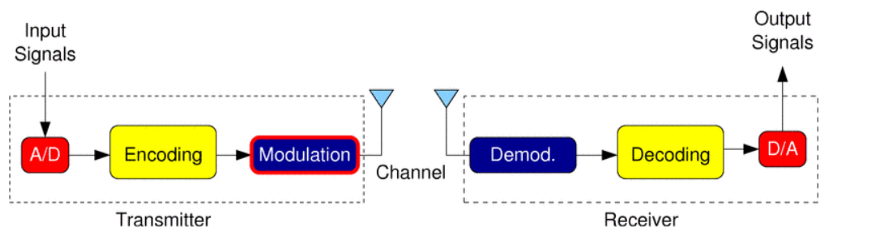 Input
Signals
Output
Signals
A/D
Encoding
Modulation
Channel
Demod.
Decoding
D/A
Transmitter
Receiver